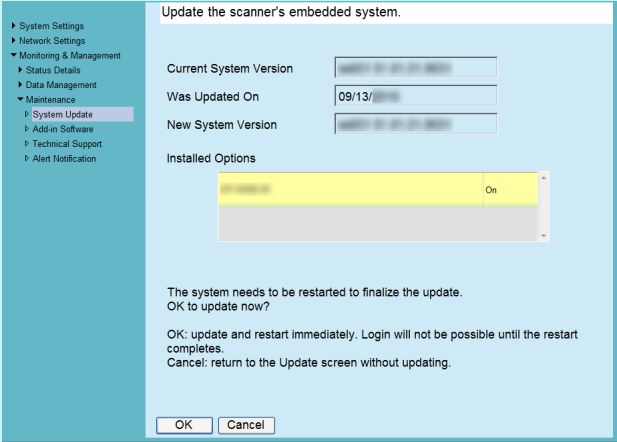 Update the scanner's embedded system.
System Settings
Network Settings
Monitoring & Management
Status Details
Data Management
Maintenance
System Update
Add-in Software
Technical Support
Alert Notification
Current System Version
Was Updated On
09/13/
New System Version
Installed Options
On
The system needs to be restarted to finalize the update.
OK to update now?
OK: update and restart immediately. Login will not be possible until the restart
completes.
Cancel: return to the Update screen without updating.
OK
Cancel